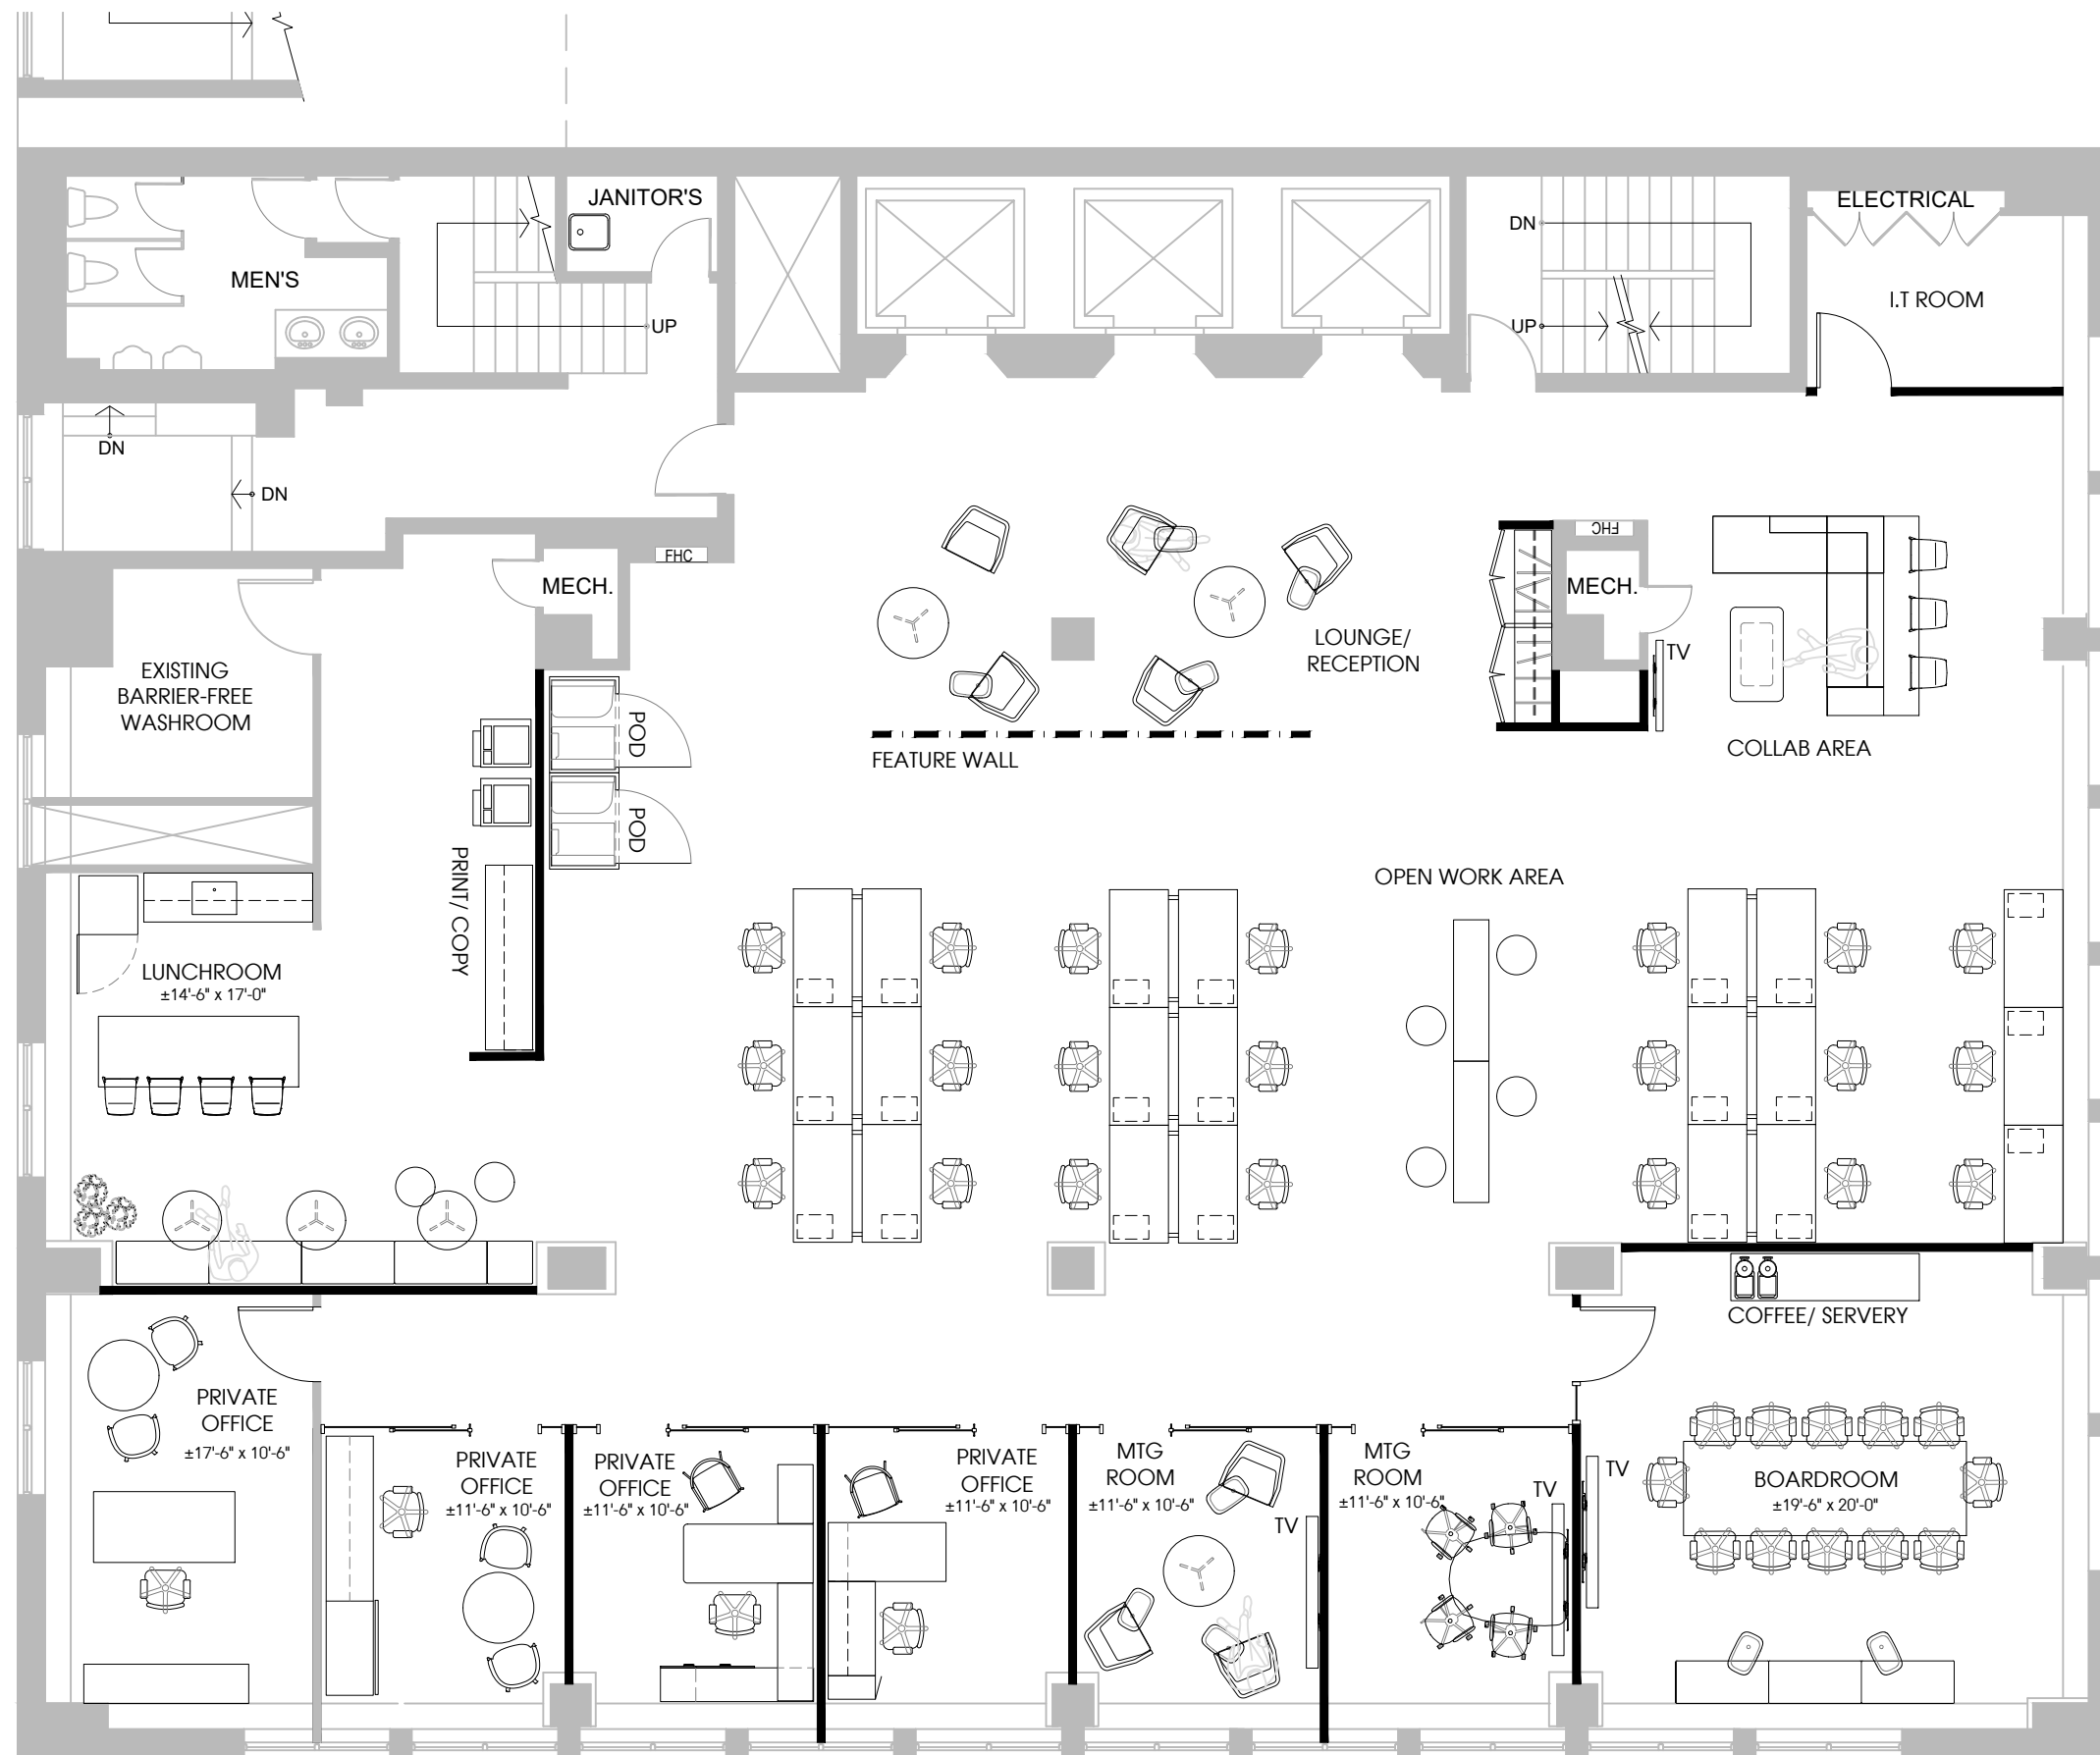 JANITOR'S
ELECTRICAL
DN
MEN'S
I.T ROOM
UP
UP
DN
DN
FHC
FHC
MECH.
MECH.
LOUNGE/
RECEPTION
TV
EXISTING
BARRIER-FREE
WASHROOM
POD
FEATURE WALL
COLLAB AREA
POD
PRINT/ COPY
OPEN WORK AREA
LUNCHROOM
±14'-6" x 17'-0"
COFFEE/ SERVERY
PRIVATE
OFFICE
±17'-6" x 10'-6"
PRIVATE
OFFICE
±11'-6" x 10'-6"
PRIVATE
OFFICE
±11'-6" x 10'-6"
PRIVATE
OFFICE
±11'-6" x 10'-6"
MTG
ROOM
±11'-6" x 10'-6"
TV
MTG
ROOM
±11'-6" x 10'-6"
TV
TV
BOARDROOM
±19'-6" x 20'-0"